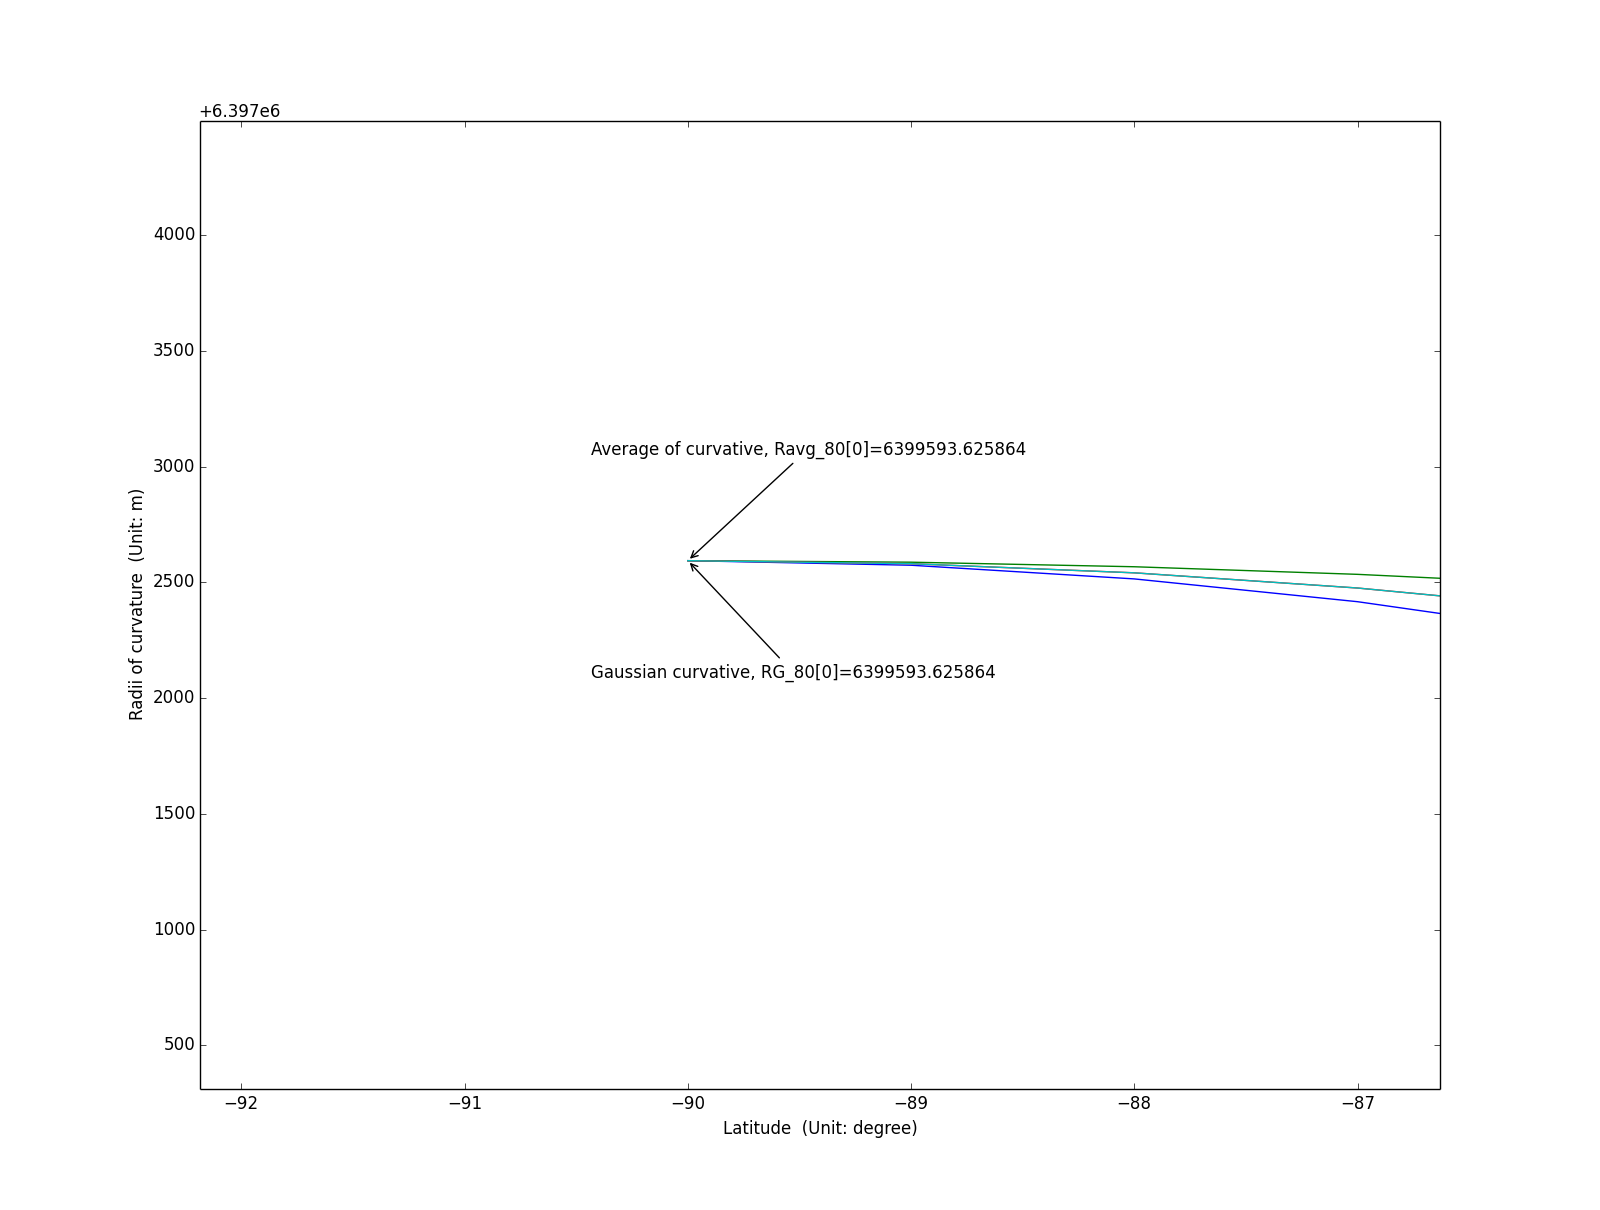 +6.397e6
4000
3500
3000
2500
2000
1500
1000
500
Radii of curvature  (Unit: m)
Average of curvative, Ravg_80[0]=6399593.625864
Gaussian curvative, RG_80[0]=6399593.625864
−92 −91 −90 −89 −88 −87
Latitude  (Unit: degree)